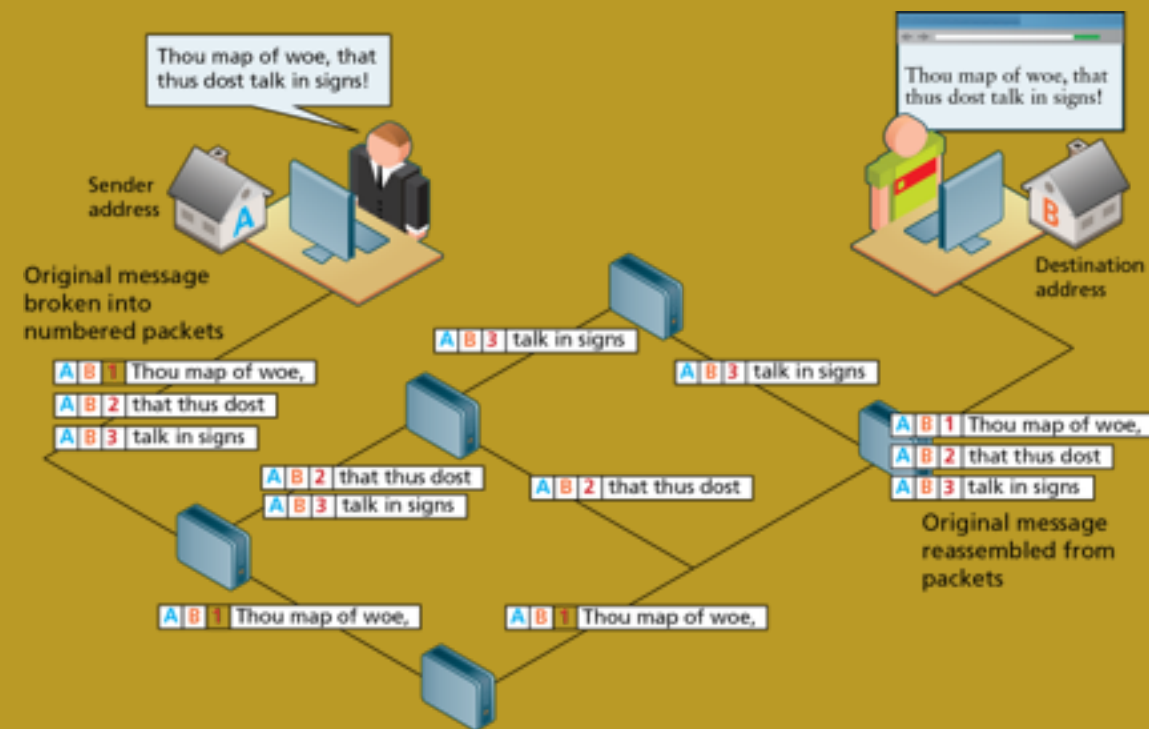 Thou map of woe, that
thus dost talk in signs!
Thou map of woe, that
thus dost talk in signs!
Sender
address
A
B
Destination
address
Original message
broken into
numbered packets
A B 1 Thou map of woe,
A B 2 that thus dost
A B 3 talk in signs
A B 3 talk in signs
A B 3 talk in signs
A B 2 that thus dost
A B 3 talk in signs
A B 2 that thus dost
A B 1 Thou map of woe,
A B 2 that thus dost
A B 3 talk in signs
Original message
reassembled from
packets
A B 1 Thou map of woe,
A B 1 Thou map of woe,